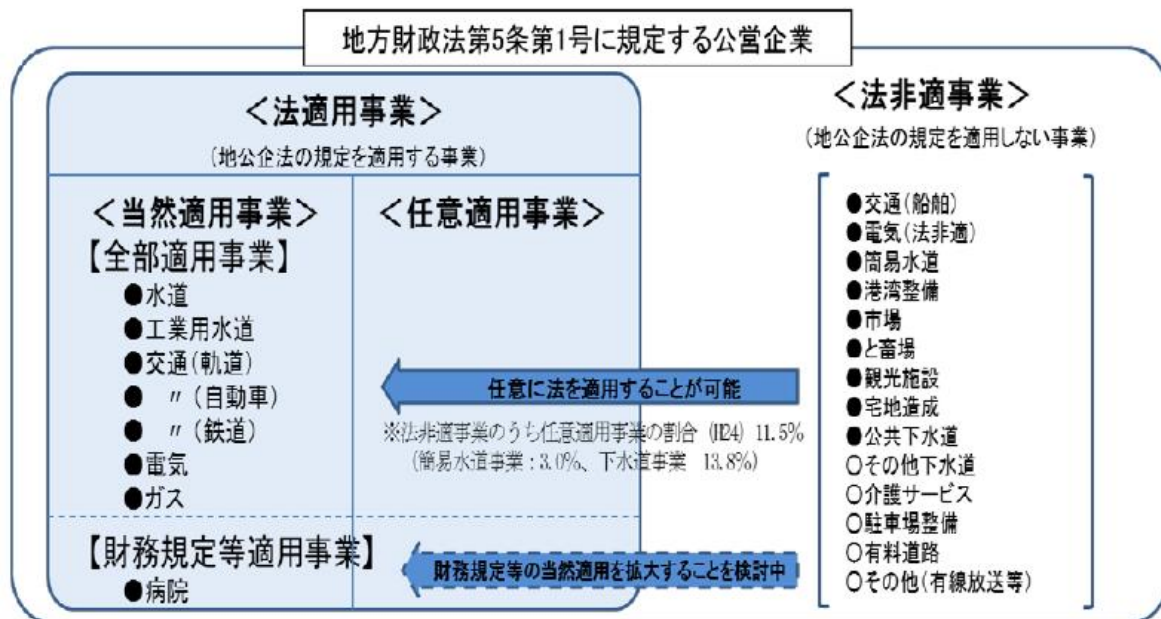 地方財政法第5条第1号に規定する公営企業
＜法適用事業＞
(地公企法の規定を適用する事業)
＜当然適用事業＞
【全部適用事業】
●水道
●工業用水道
●交通(軌道)
● 〃(自動車)
● 〃(鉄道)
●電気
●ガス
【財務規定等適用事業】
●病院
＜任意適用事業＞
任意に法を適用することが可能
※法非適事業のうち任意適用事業の割合 (H24) 11.5%
(簡易水道事業:3.0%、下水道事業 13.8%)
財務規定等の当然適用を拡大することを検討中
＜法非適事業＞
(地公企法の規定を適用しない事業)
●交通(船舶)
●電気(法非適)
●簡易水道
●港湾整備
●市場
●と畜場
●観光施設
●宅地造成
●公共下水道
○その他下水道
○介護サービス
○駐車場整備
○有料道路
○その他(有線放送等)